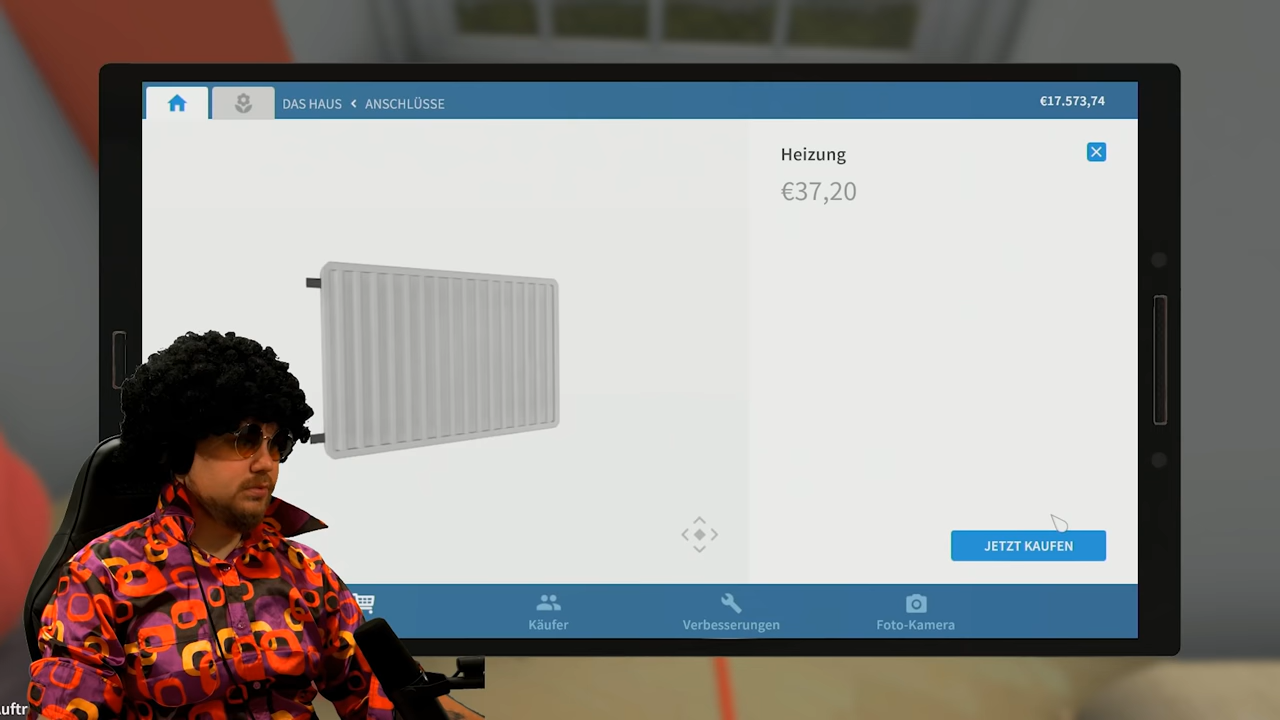 DAS HAUS < ANSCHLÜSSE
€17.573,74
Heizung
€37,20
JETZT KAUFEN
Käufer
Verbesserungen
Foto-Kamera
uftr